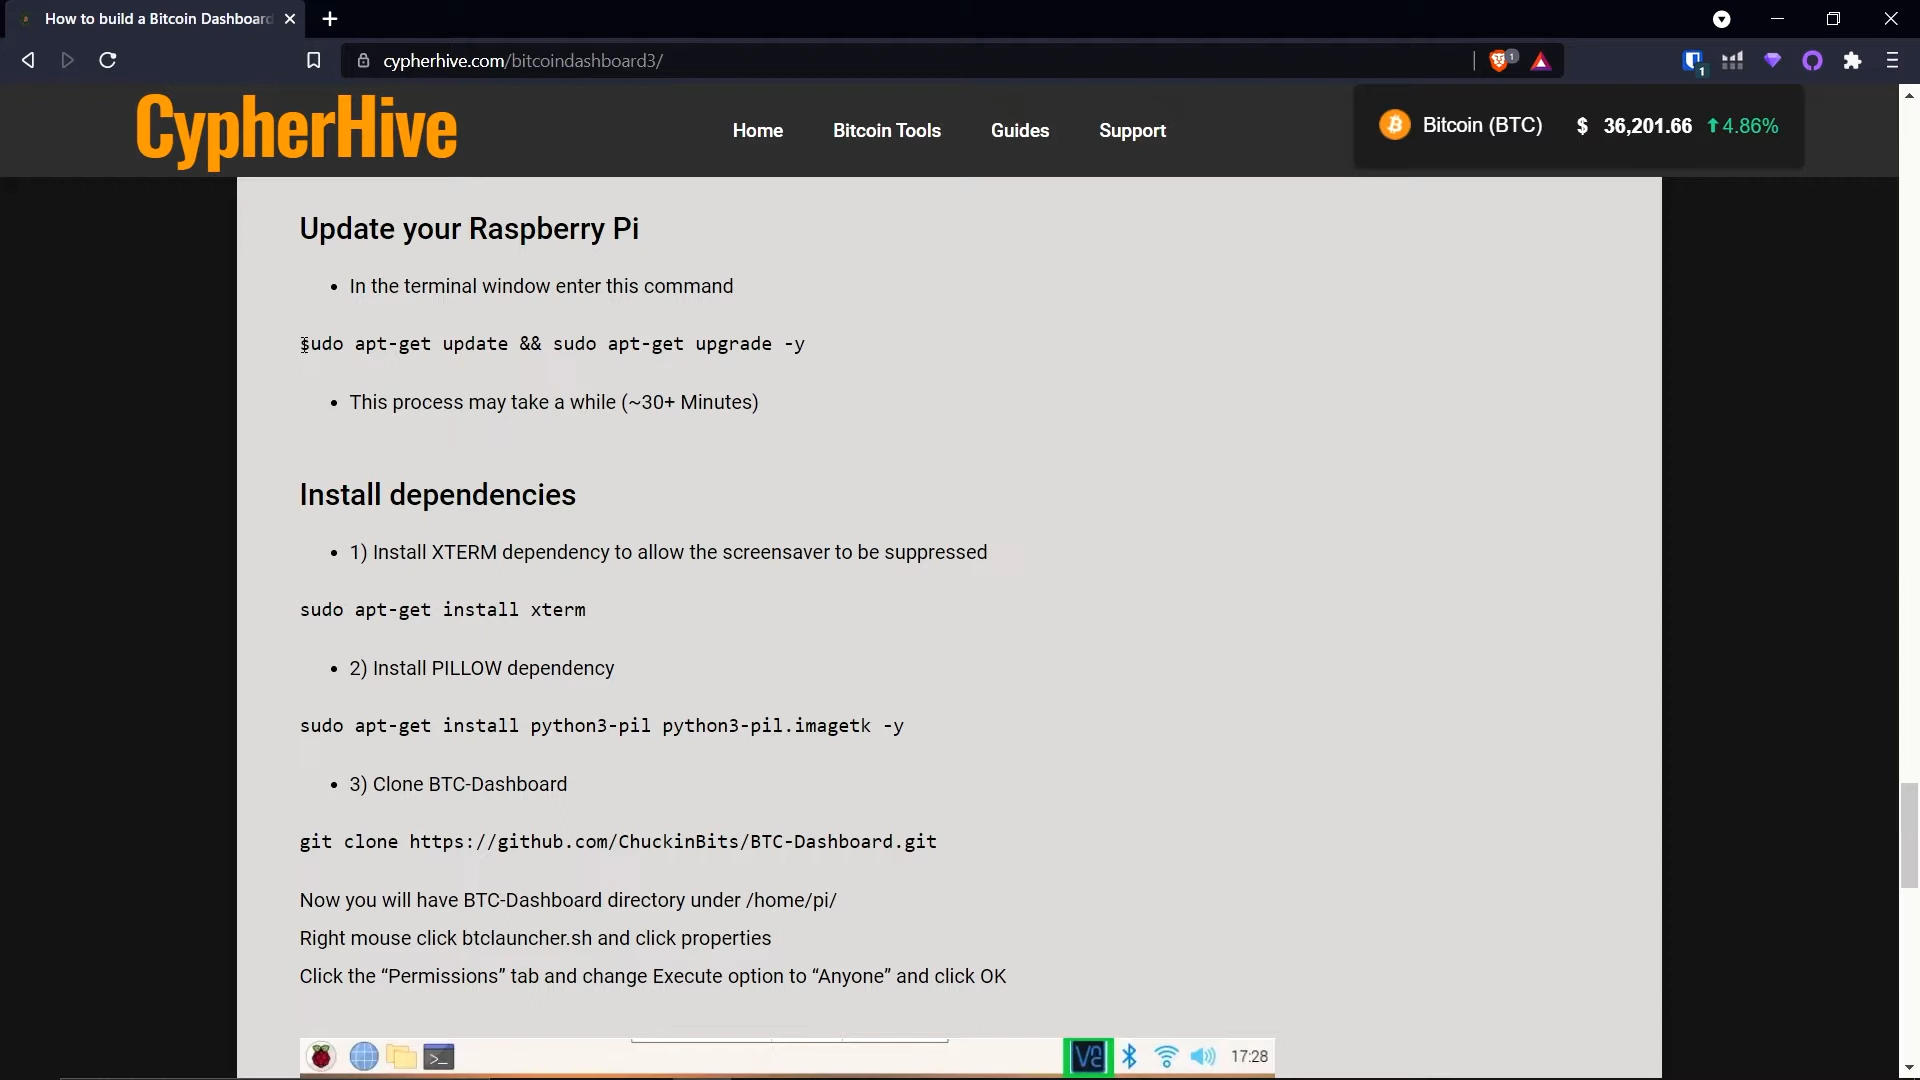 How to build a Bitcoin Dashboard
cypherhive.com/bitcoindashboard3/
1
1
CypherHive
Home
Bitcoin Tools
Guides
Support
Bitcoin (BTC) $ 36,201.66 4.86%
Update your Raspberry Pi
• In the terminal window enter this command
sudo apt-get update && sudo apt-get upgrade -y
• This process may take a while (~30+ Minutes)
Install dependencies
• 1) Install XTERM dependency to allow the screensaver to be suppressed
sudo apt-get install xterm
• 2) Install PILLOW dependency
sudo apt-get install python3-pil python3-pil.imagetk -y
• 3) Clone BTC-Dashboard
git clone https://github.com/ChuckinBits/BTC-Dashboard.git
Now you will have BTC-Dashboard directory under /home/pi/
Right mouse click btclauncher.sh and click properties
Click the “Permissions” tab and change Execute option to “Anyone” and click OK
17:28